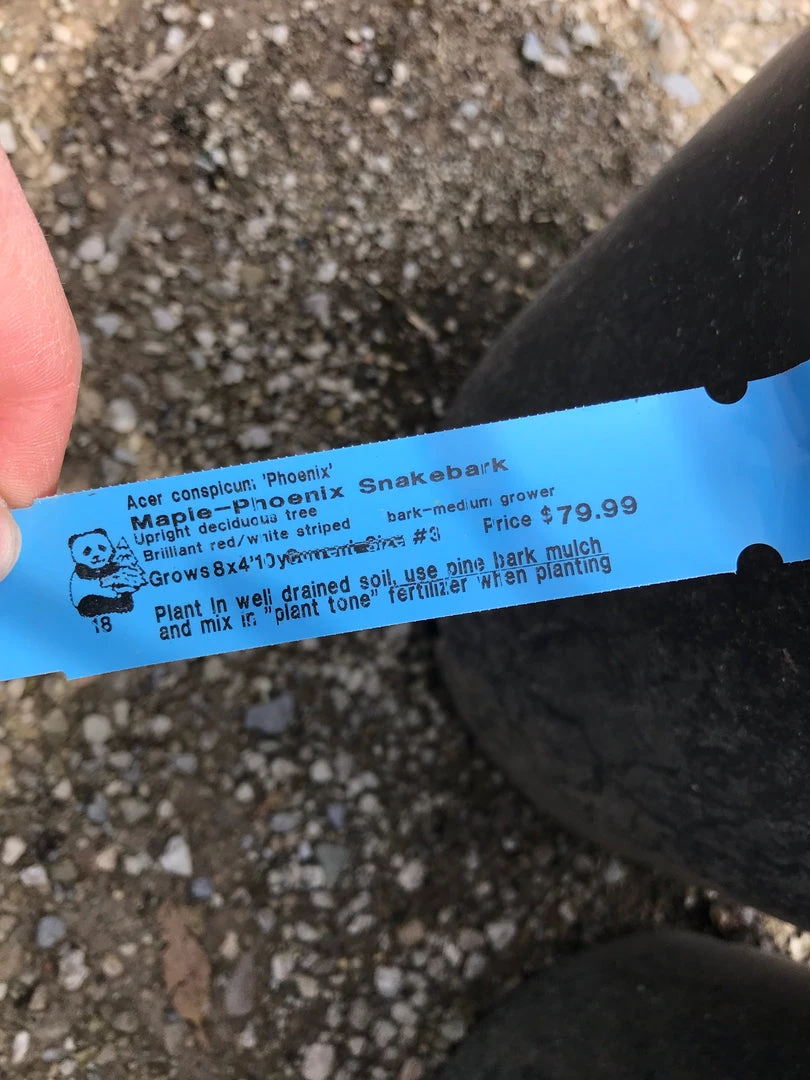 Acer conspicum 'Phoenix'
Maple-Phoenix Snakebark
Upright deciduous tree
Brilliant red/white striped bark-medium grower
Grows 8x4'10y #3 Price $79.99
Plant in well drained soil, use pine bark mulch
and mix in "plant tone" fertilizer when planting
18